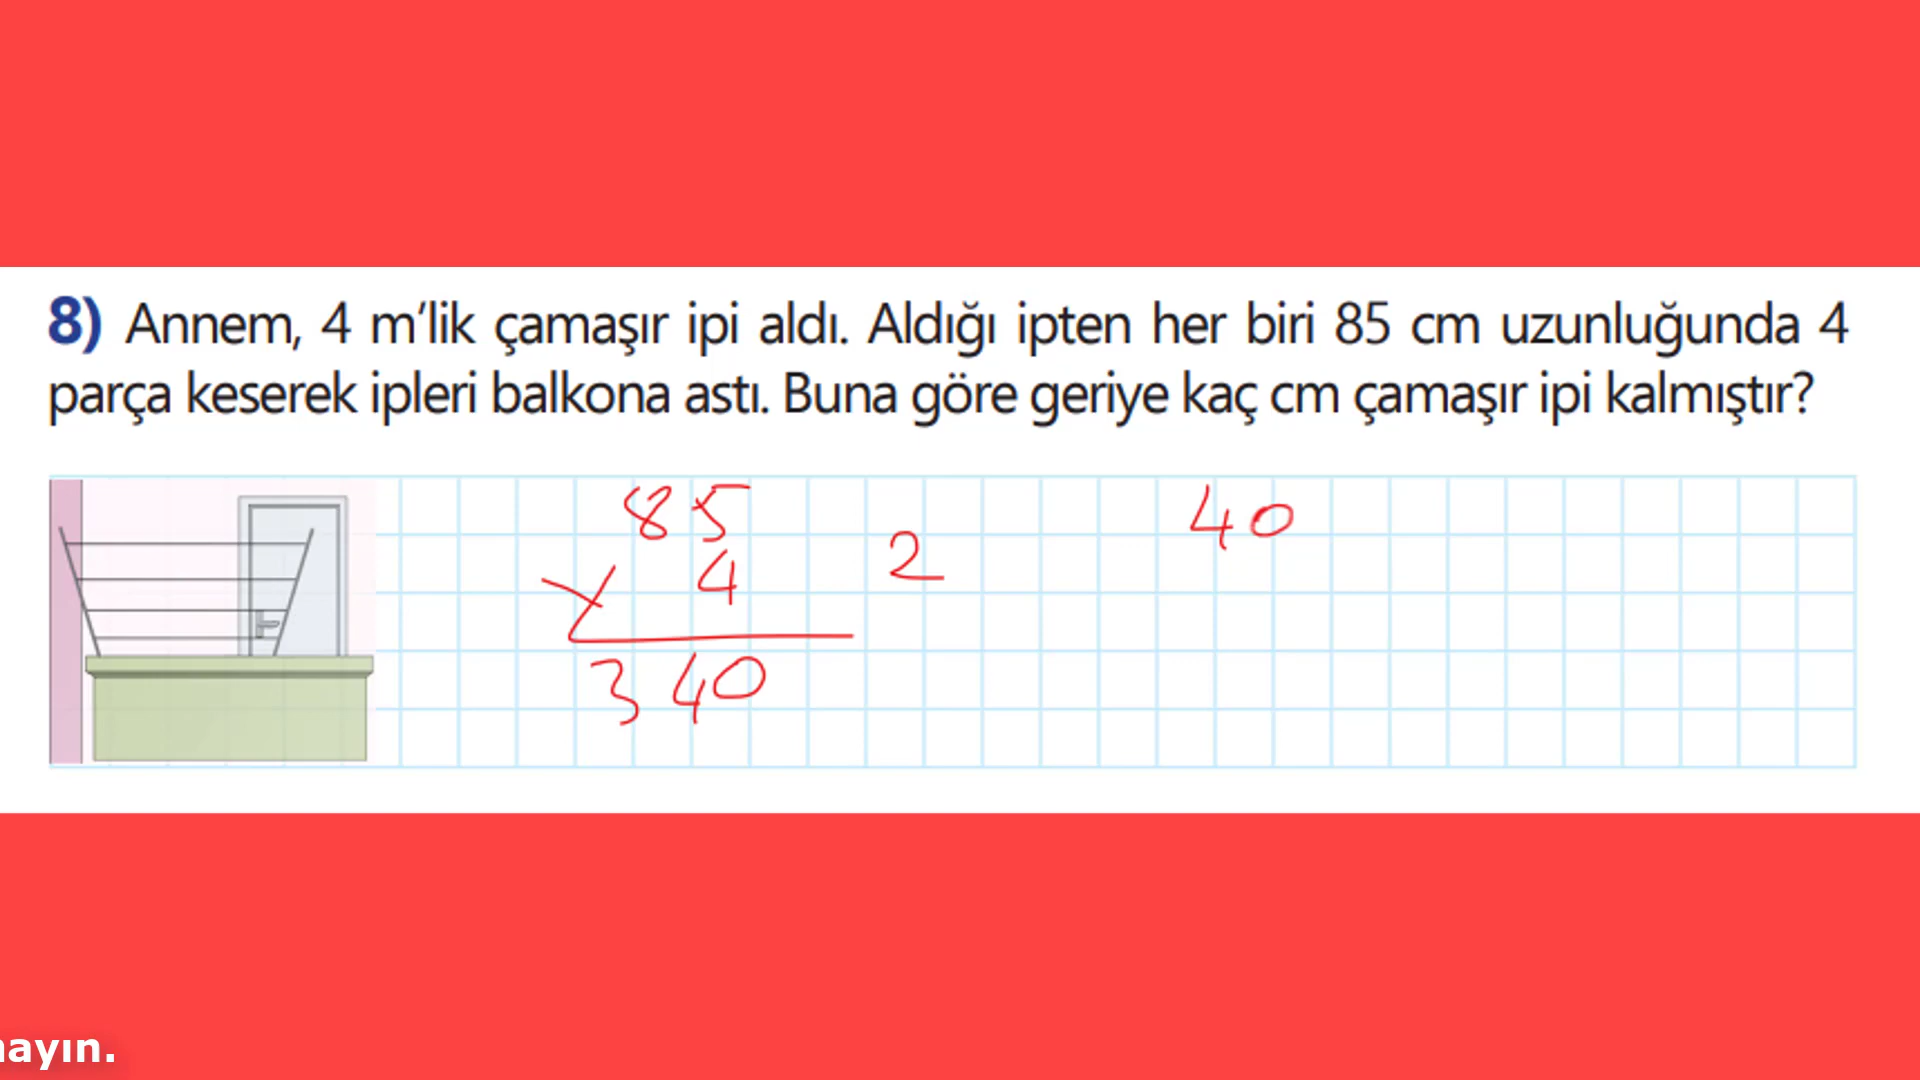 8) Annem, 4 m'lik çamaşır ipi aldı. Aldığı ipten her biri 85 cm uzunluğunda 4
parça keserek ipleri balkona astı. Buna göre geriye kaç cm çamaşır ipi kalmıştır?
85
40
2
x 4
340
ayın.